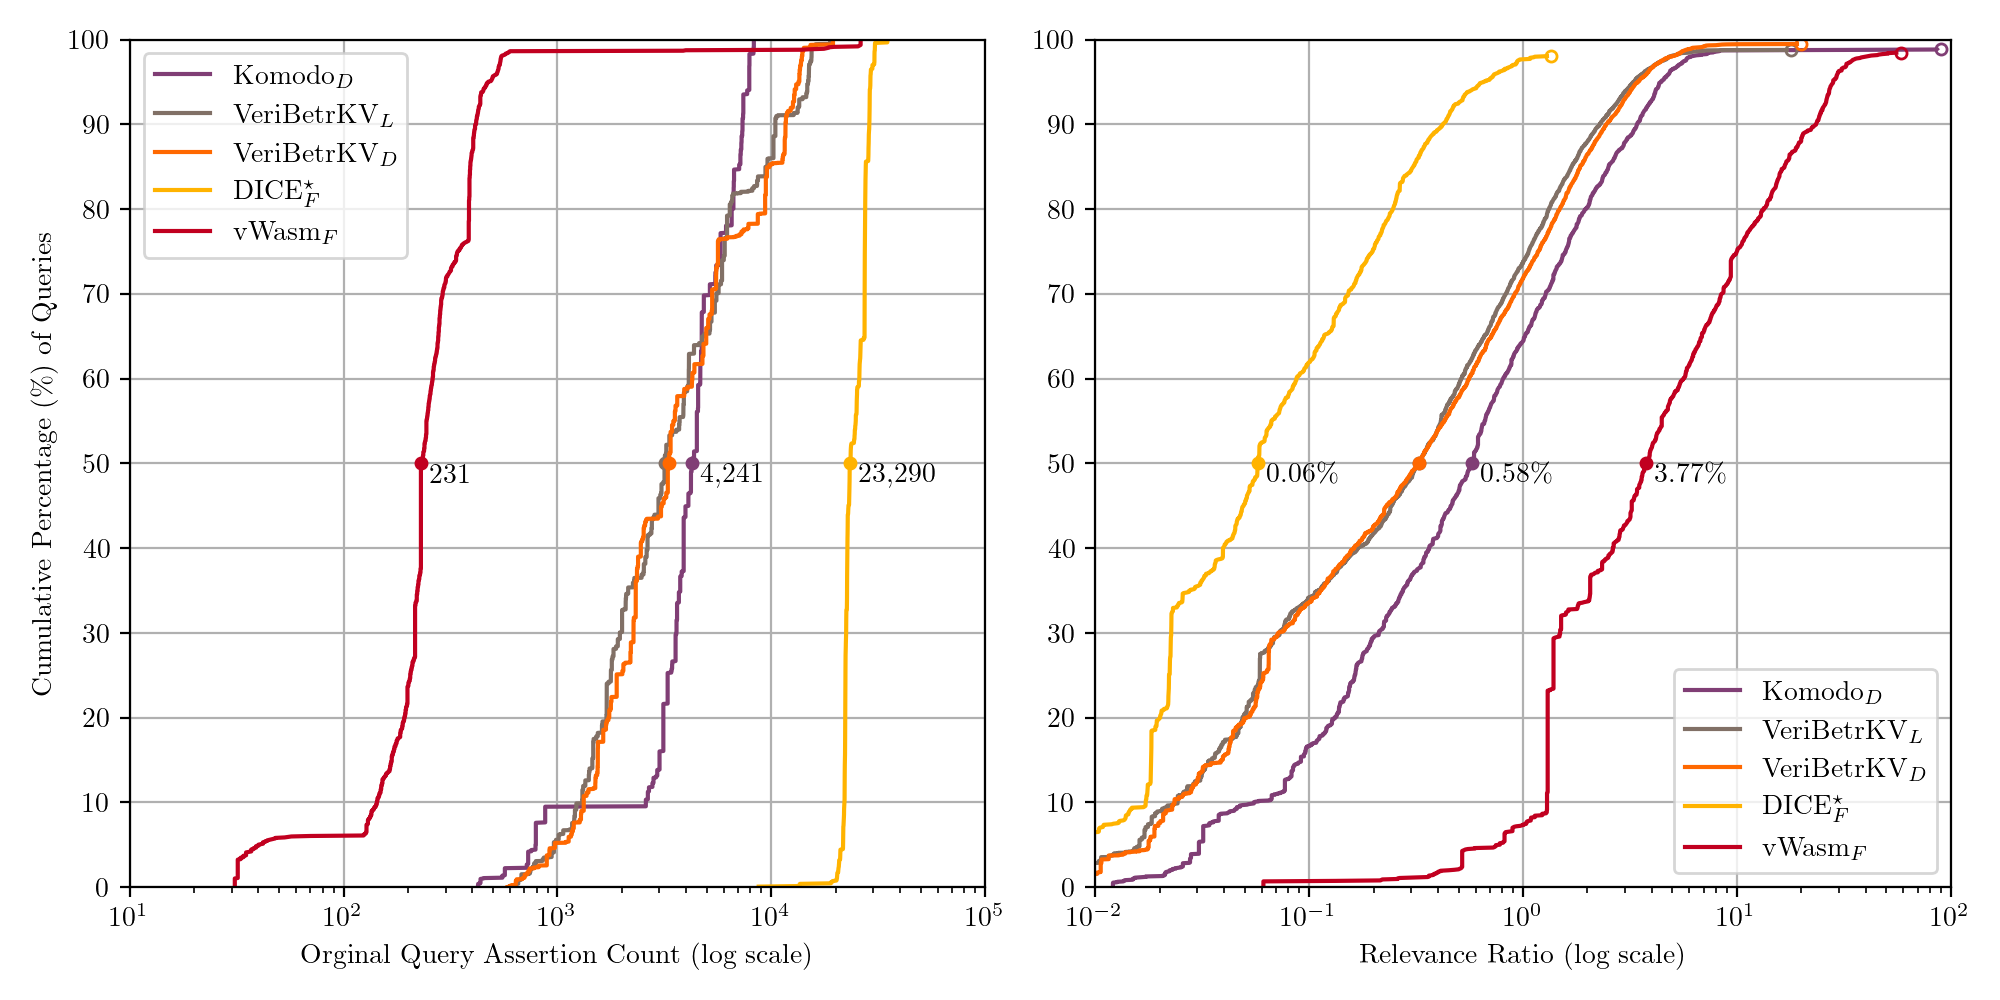 Cumulative Percentage (%) of Queries
100
90
80
70
60
50
40
30
20
10
0
Komodo_D
VeriBetrKV_L
VeriBetrKV_D
DICE^⋆_F
vWasm_F
231
4,241
23,290
10^1
10^2
10^3
10^4
10^5
Orginal Query Assertion Count (log scale)
100
90
80
70
60
50
40
30
20
10
0
0.06%
0.58%
3.77%
Komodo_D
VeriBetrKV_L
VeriBetrKV_D
DICE^⋆_F
vWasm_F
10^−2
10^−1
10^0
10^1
10^2
Relevance Ratio (log scale)